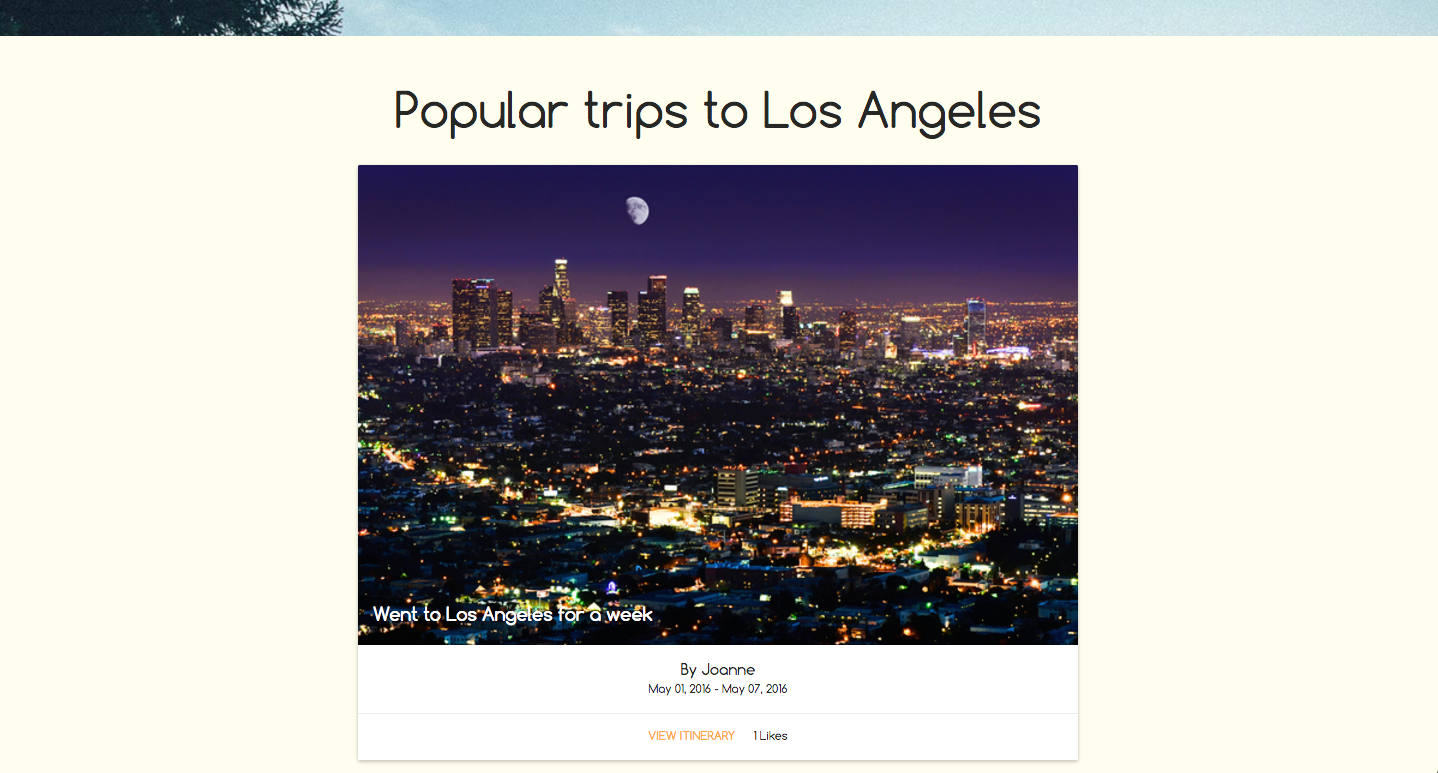 Popular trips to Los Angeles
Went to Los Angeles for a week
By Joanne
May 01, 2016 - May 07, 2016
VIEW ITINERARY 1 Likes